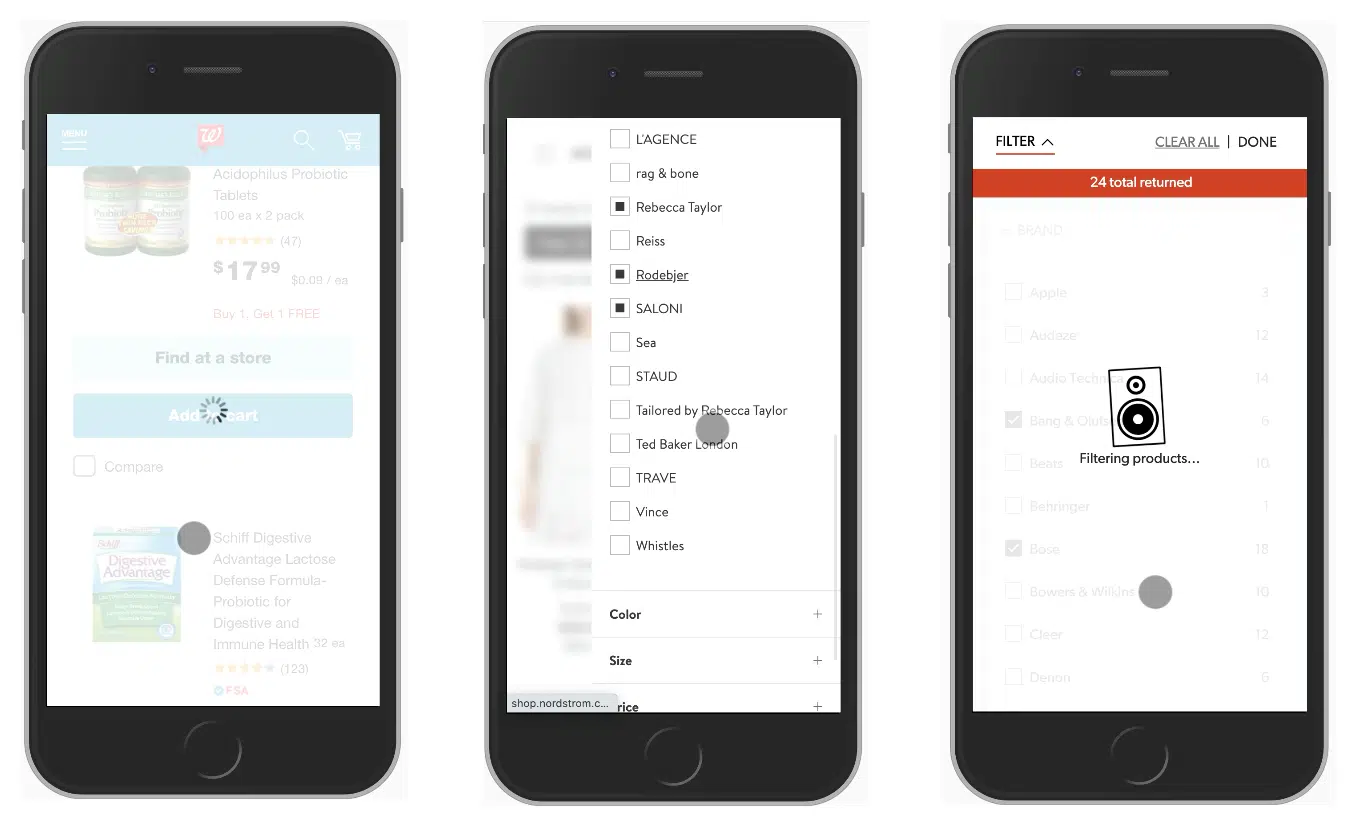 MENU
Acidophilus Probiotic
Tablets
100 ea x 2 pack
(47)
$17 99
$0.09 / ea
Buy 1, Get 1 FREE
Find at a store
Add to cart
Compare
Schiff
Digestive
Advantage
Schiff Digestive
Advantage Lactose
Defense Formula-
Probiotic for
Digestive and
Immune Health 32 ea
(123)
FSA
L'AGENCE
rag & bone
Rebecca Taylor
Reiss
Rodebjer
SALONI
Sea
STAUD
Tailored by Rebecca Taylor
Ted Baker London
TRAVE
Vince
Whistles
Color +
Size +
rice +
shop.nordstrom.c...
FILTER
CLEAR ALL | DONE
24 total returned
BRAND
Apple 3
Audeze 12
Audio Technica 14
Bang & Olufs 6
Beats 10
Behringer 1
Bose 18
Bowers & Wilkins 10
Cleer 12
Denon 6
Filtering products...